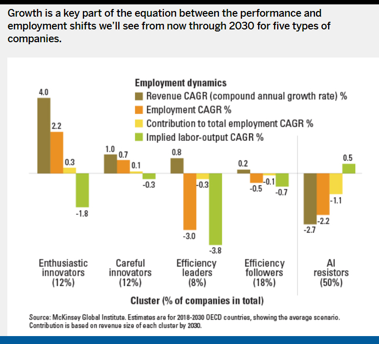 Growth is a key part of the equation between the performance and
employment shifts we'll see from now through 2030 for five types of
companies.
Employment dynamics
Revenue CAGR (compound annual growth rate) %
Employment CAGR %
Contribution to total employment CAGR %
Implied labor-output CAGR %
4.0
2.2
0.3
-1.8
1.0
0.7
0.1
-0.3
0.8
-3.0
-0.3
-3.8
0.2
-0.5
-0.1
-0.7
-2.7
-2.2
-1.1
0.5
Enthusiastic
innovators
(12%)
Careful
innovators
(12%)
Efficiency
leaders
(8%)
Efficiency
followers
(18%)
AI
resistors
(50%)
Cluster (% of companies in total)
Source: McKinsey Global Institute. Estimates are for 2018-2030 OECD countries, showing the average scenario.
Contribution is based on revenue size of each cluster by 2030.